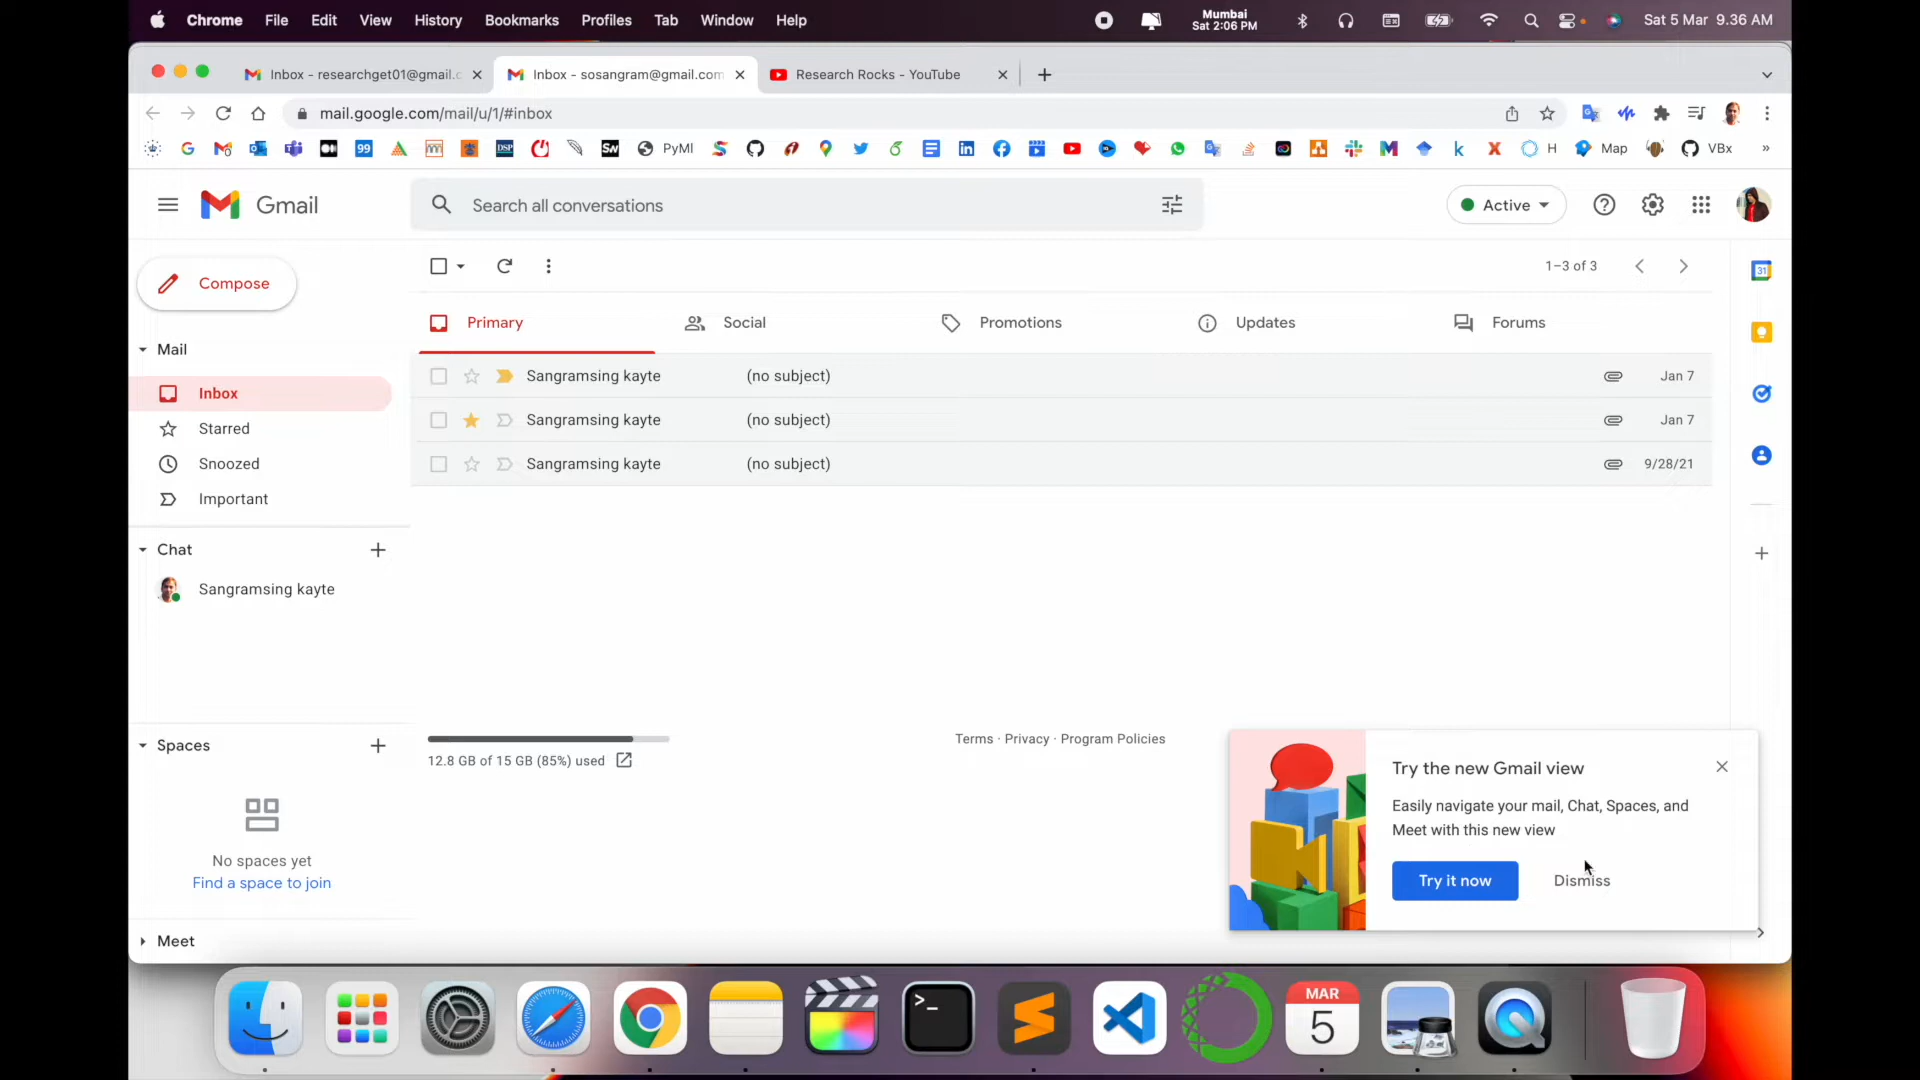 Chrome File Edit View History Bookmarks Profiles Tab Window Help
Mumbai
Sat 2:06 PM
Sat 5 Mar 9.36 AM
Inbox - researchget01@gmail.c
Inbox - sosangram@gmail.com
Research Rocks - YouTube
mail.google.com/mail/u/1/#inbox
99
DSP
PyMI
H
Map
VBx
Gmail
Search all conversations
Active
Compose
1–3 of 3
Primary
Social
Promotions
Updates
Forums
Mail
Inbox
Starred
Snoozed
Important
Sangramsing kayte (no subject) Jan 7
Sangramsing kayte (no subject) Jan 7
Sangramsing kayte (no subject) 9/28/21
31
Chat
Sangramsing kayte
Spaces
No spaces yet
Find a space to join
Meet
12.8 GB of 15 GB (85%) used
Terms · Privacy · Program Policies
Try the new Gmail view
Easily navigate your mail, Chat, Spaces, and
Meet with this new view
Try it now
Dismiss
MAR
5